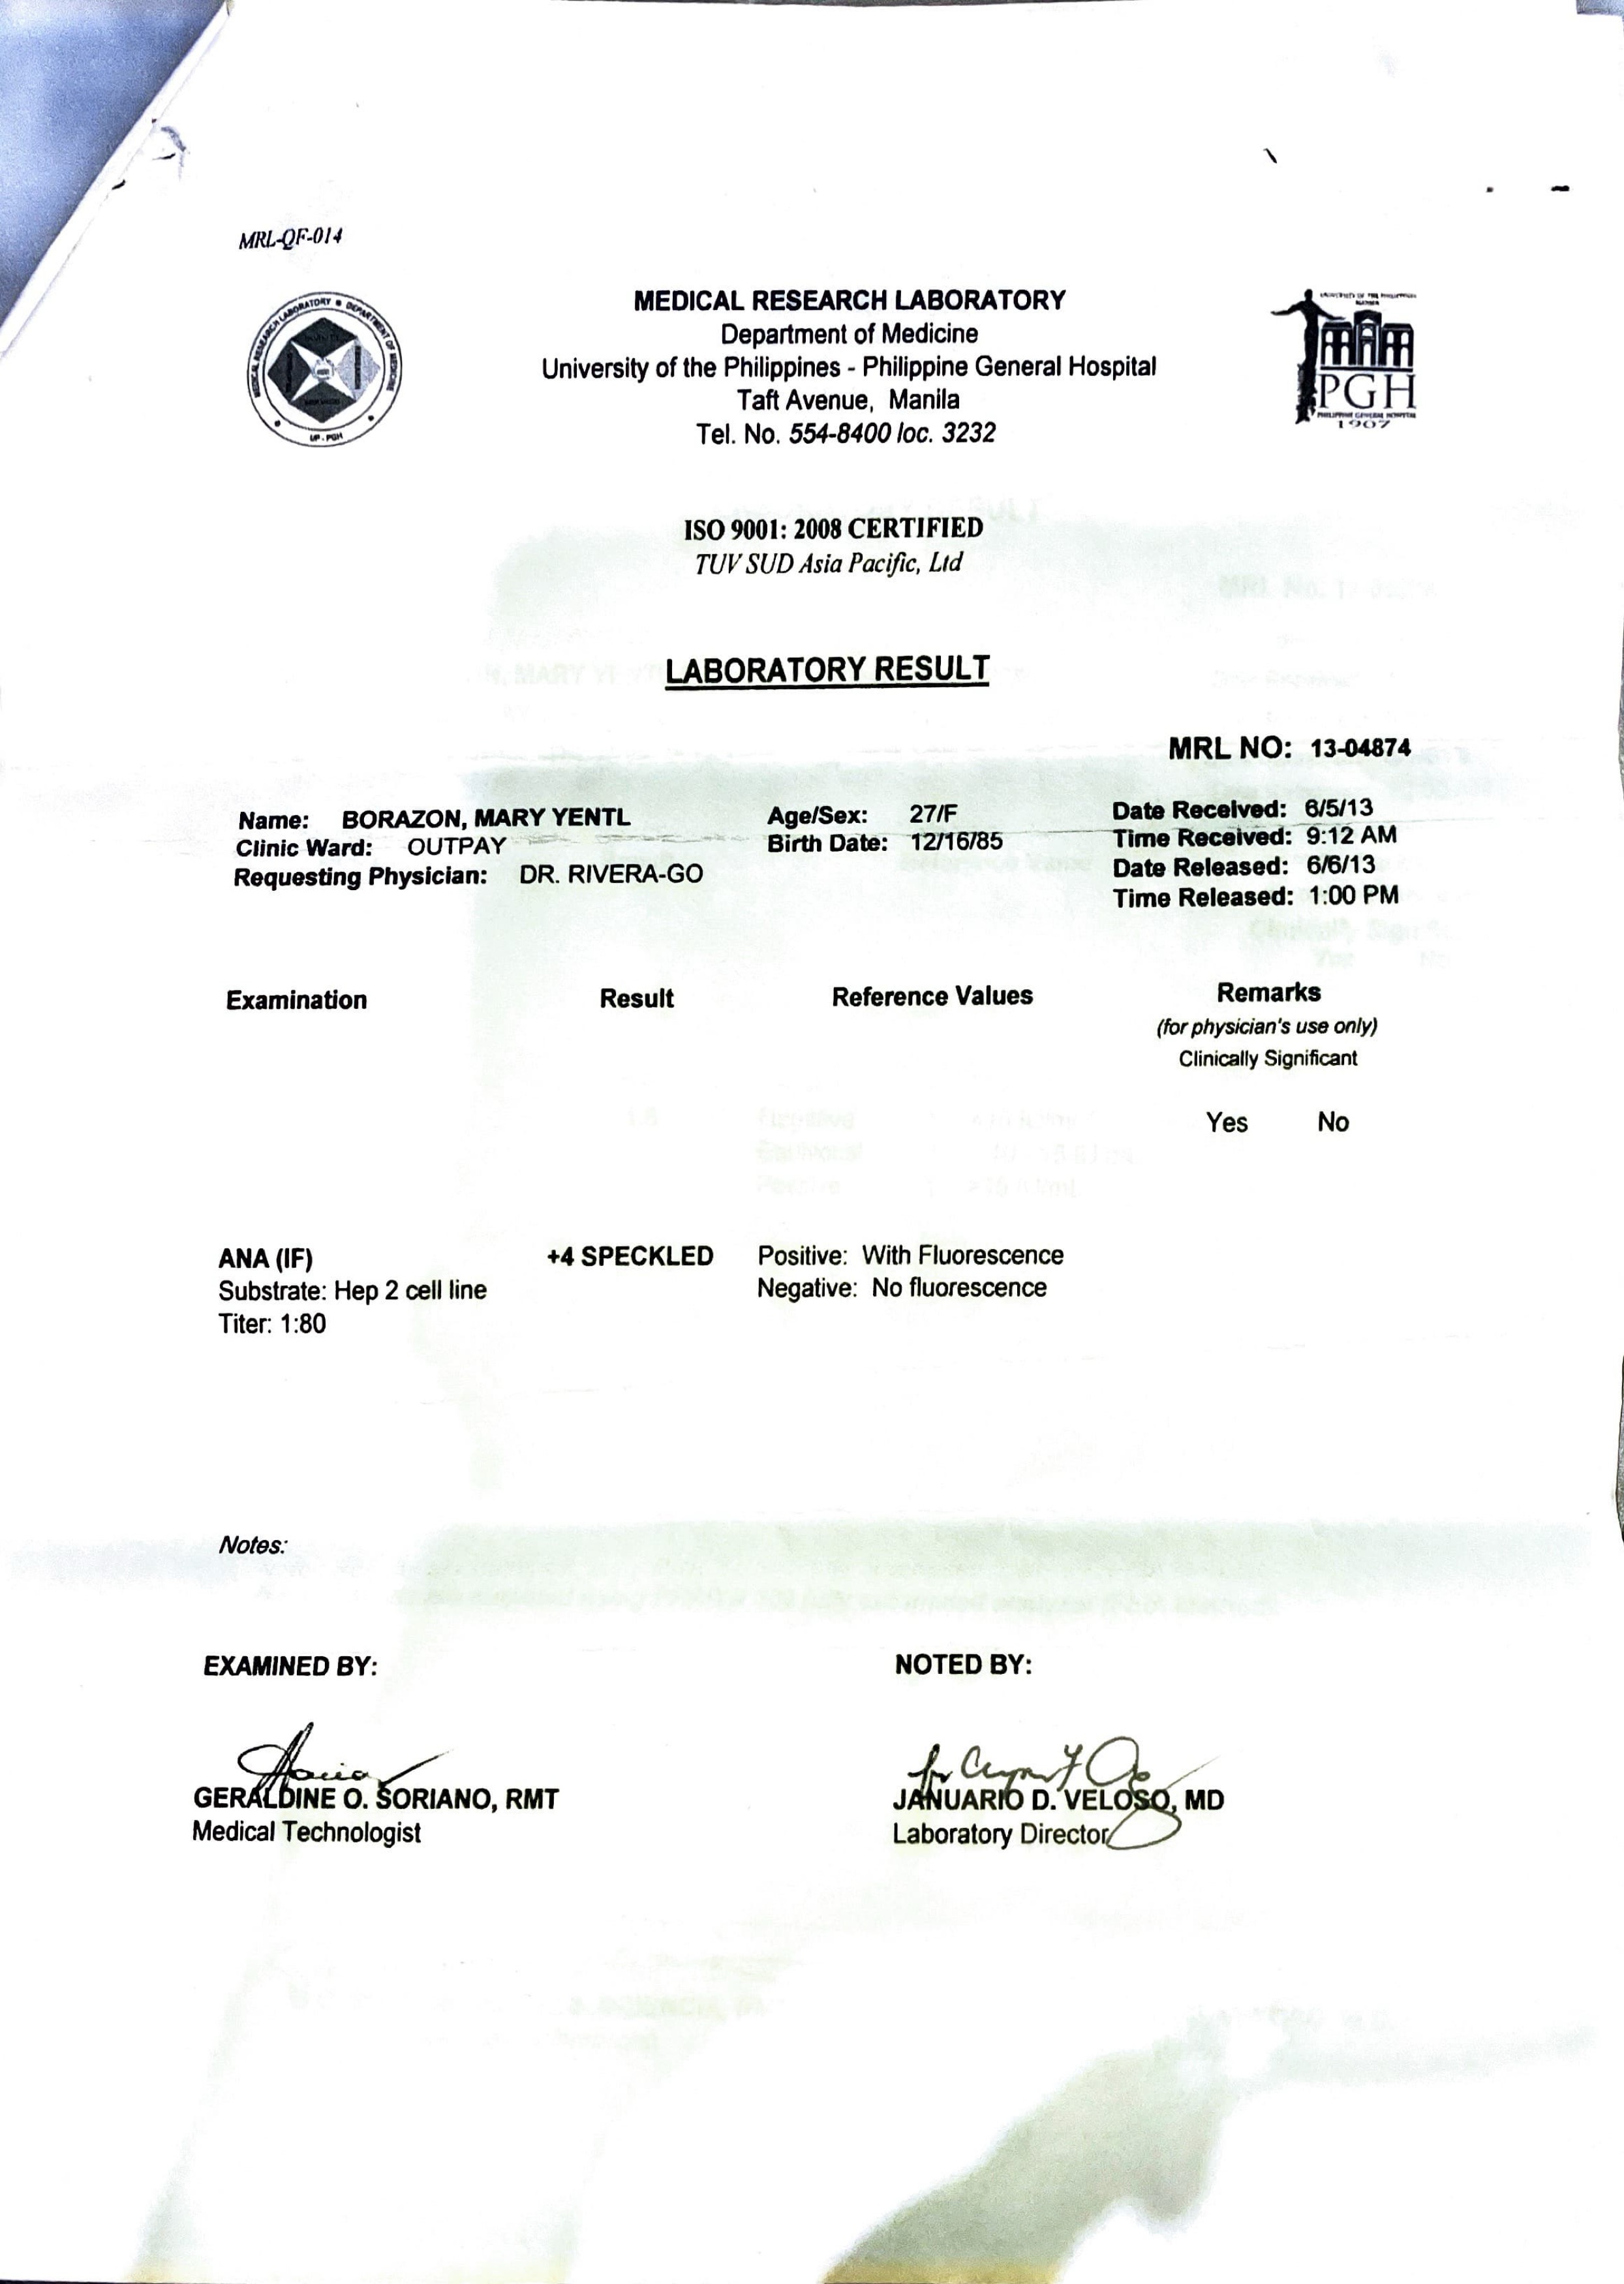 MRL-QF-014
MEDICAL RESEARCH LABORATORY ● DEPARTMENT OF MEDICINE
UP - PGH
MEDICAL RESEARCH LABORATORY
Department of Medicine
University of the Philippines - Philippine General Hospital
Taft Avenue, Manila
Tel. No. 554-8400 loc. 3232
UNIVERSITY OF THE PHILIPPINES
MANILA
PGH
PHILIPPINE GENERAL HOSPITAL
1907
ISO 9001: 2008 CERTIFIED
TUV SUD Asia Pacific, Ltd
LABORATORY RESULT
MRL NO: 13-04874
Name: BORAZON, MARY YENTL Age/Sex: 27/F Date Received: 6/5/13
Clinic Ward: OUTPAY Birth Date: 12/16/85 Time Received: 9:12 AM
Requesting Physician: DR. RIVERA-GO Date Released: 6/6/13
Time Released: 1:00 PM
Examination Result Reference Values Remarks
(for physician's use only)
Clinically Significant
Yes No
ANA (IF) +4 SPECKLED Positive: With Fluorescence
Substrate: Hep 2 cell line Negative: No fluorescence
Titer: 1:80
Notes:
EXAMINED BY: NOTED BY:
GERALDINE O. SORIANO, RMT JANUARIO D. VELOSO, MD
Medical Technologist Laboratory Director